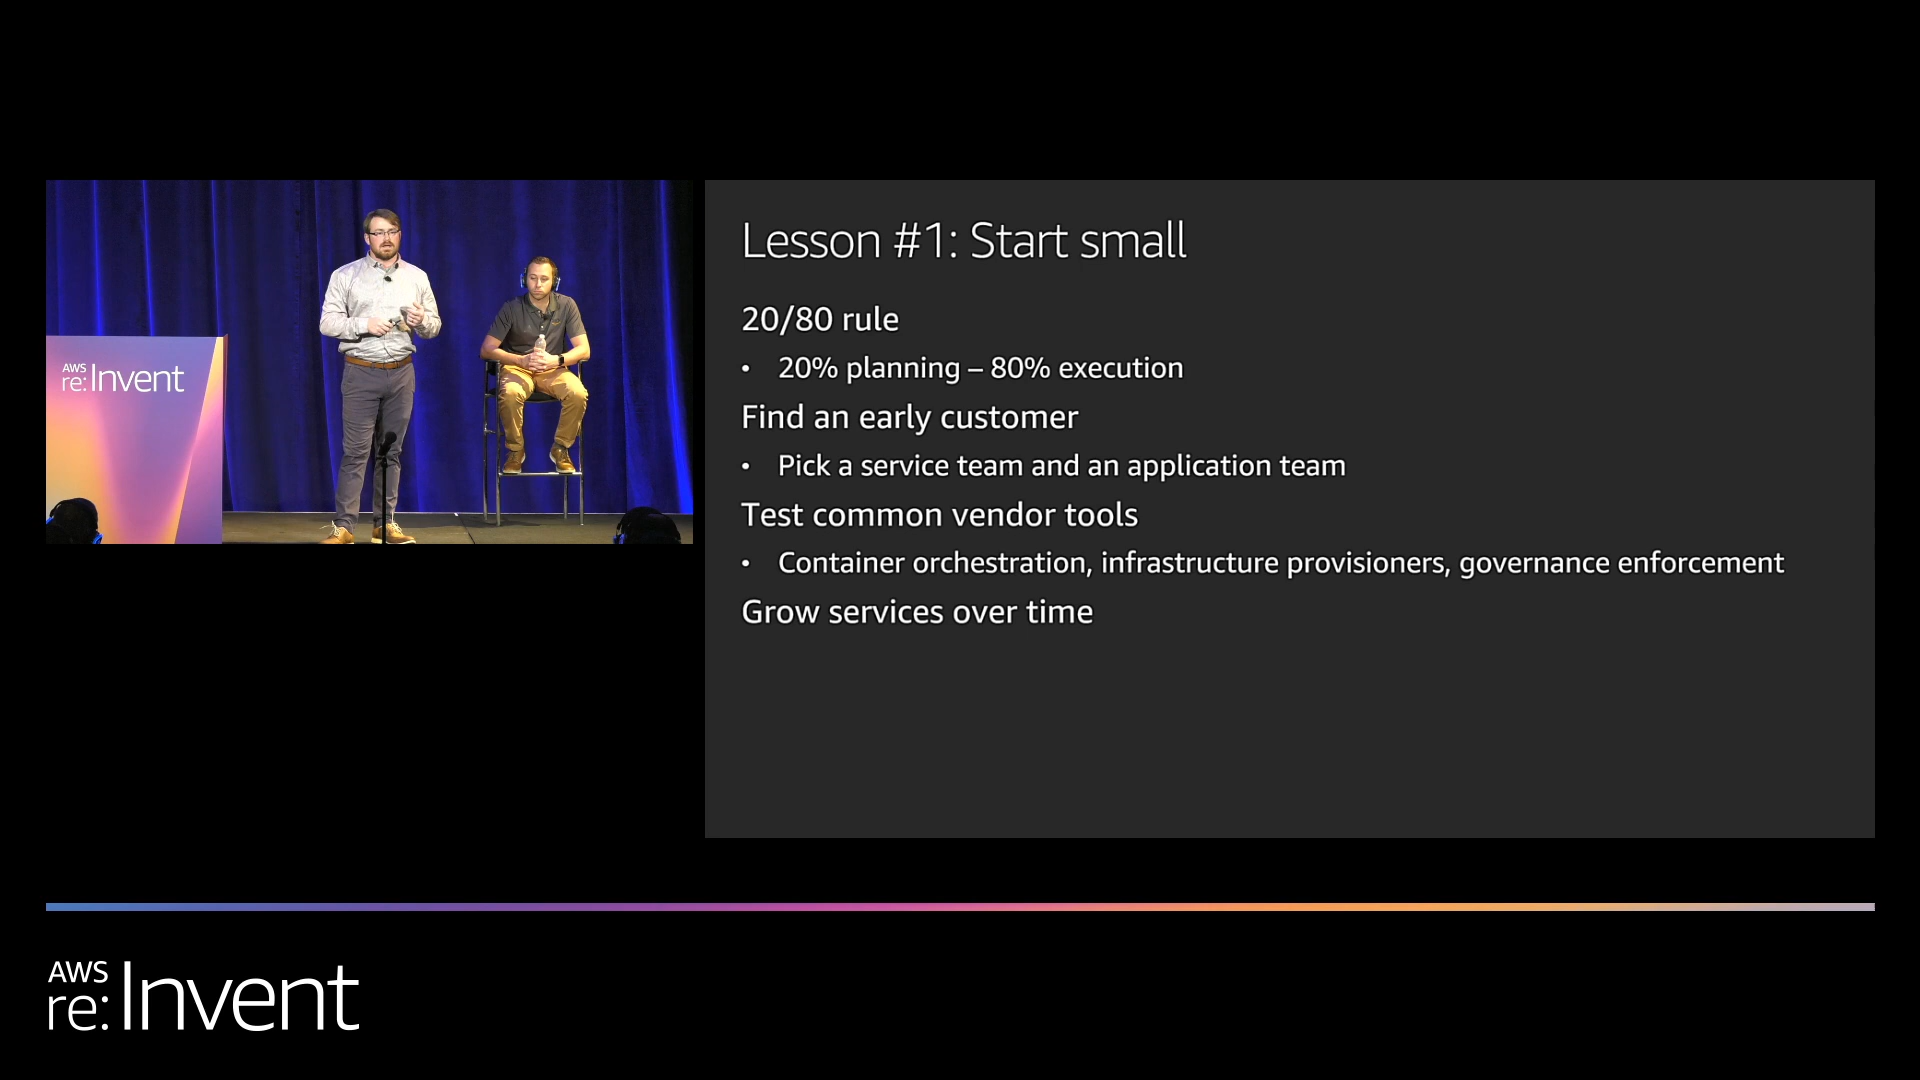 AWS
re:Invent
Lesson #1: Start small
20/80 rule
• 20% planning – 80% execution
Find an early customer
• Pick a service team and an application team
Test common vendor tools
• Container orchestration, infrastructure provisioners, governance enforcement
Grow services over time
AWS
re:Invent